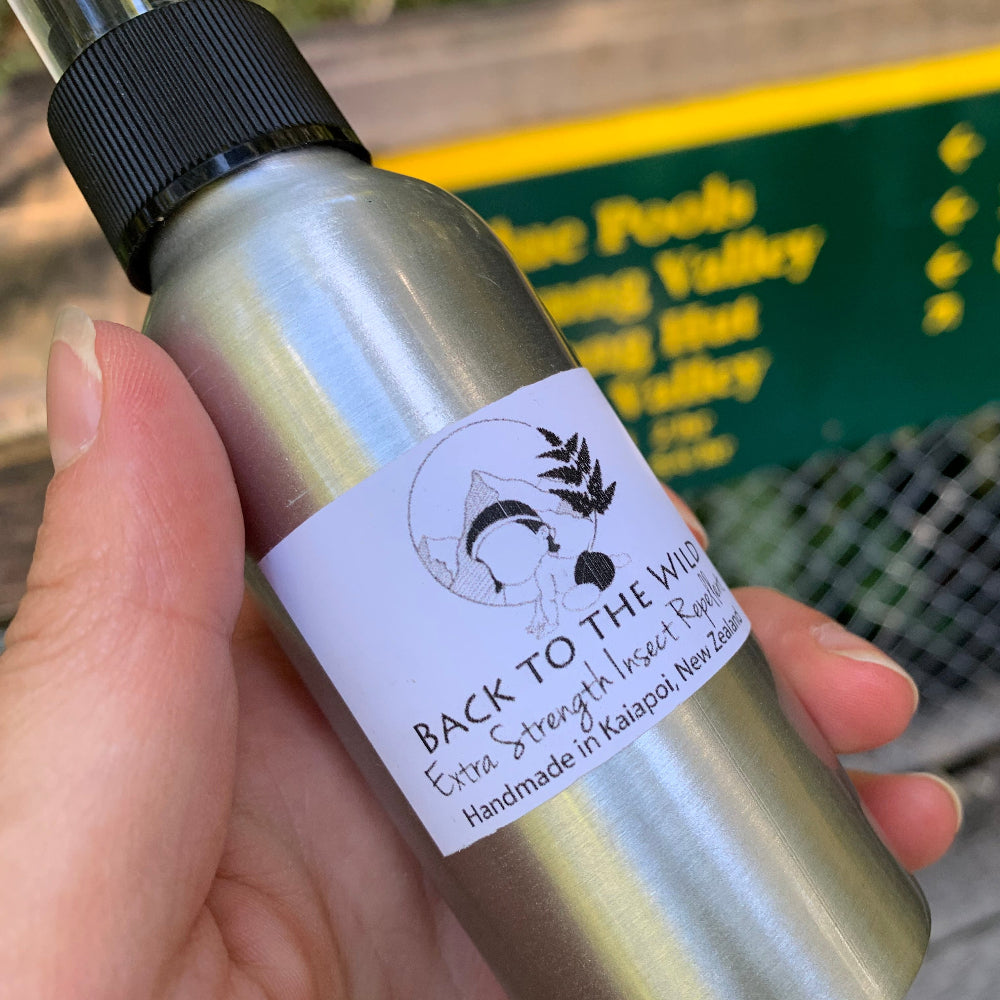 BACK TO THE WILD
Extra Strength Insect Repellent
Handmade in Kaiapoi, New Zealand
Pools
Valley
Hut
Valley